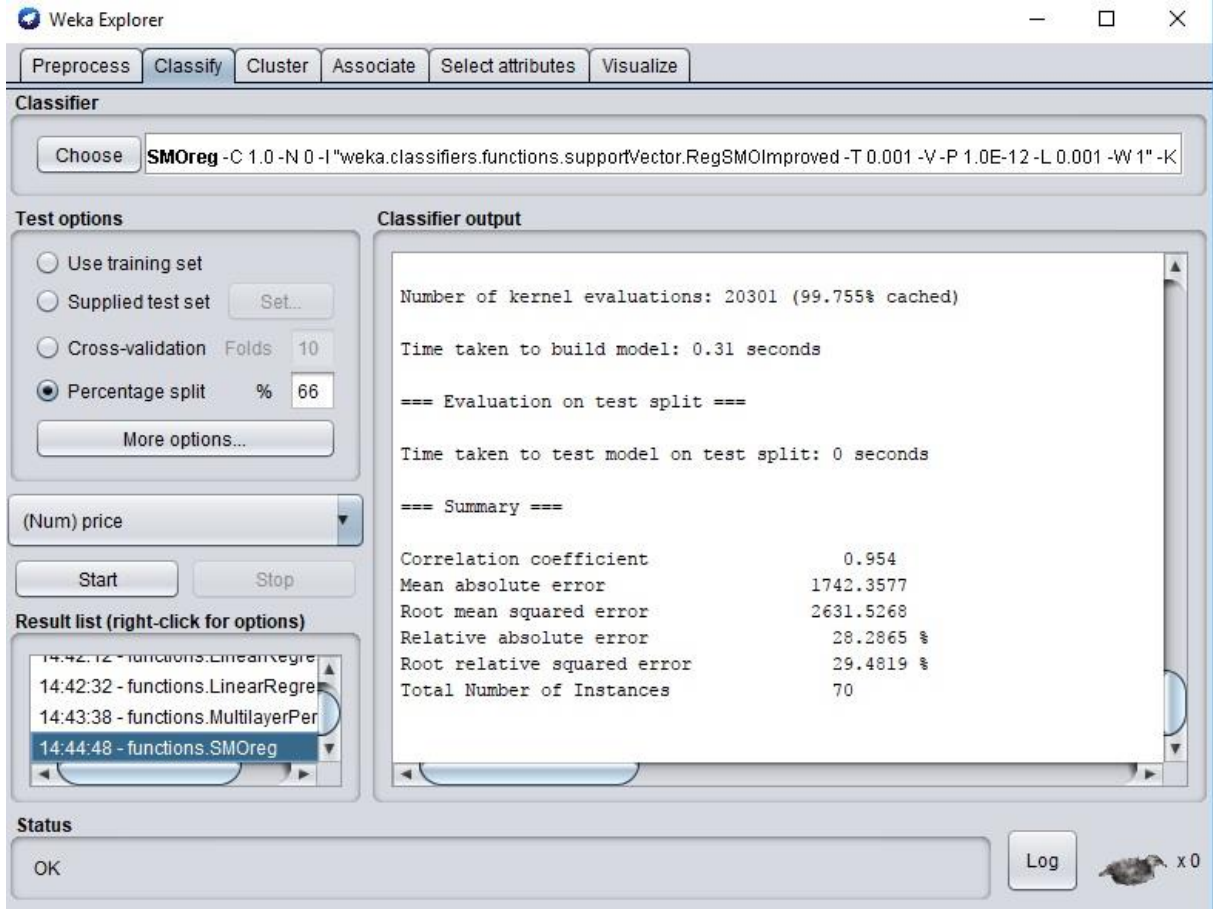 Weka Explorer
Preprocess Classify Cluster Associate Select attributes Visualize
Classifier
Choose SMOreg -C 1.0 -N 0 -I "weka.classifiers.functions.supportVector.RegSMOImproved -T 0.001 -V -P 1.0E-12 -L 0.001 -W 1" -K
Test options
Use training set
Supplied test set Set...
Cross-validation Folds 10
Percentage split % 66
More options...
(Num) price
Start Stop
Result list (right-click for options)
14:42:12 - functions.LinearRegre
14:42:32 - functions.LinearRegre
14:43:38 - functions.MultilayerPer
14:44:48 - functions.SMOreg
Classifier output
Number of kernel evaluations: 20301 (99.755% cached)
Time taken to build model: 0.31 seconds
=== Evaluation on test split ===
Time taken to test model on test split: 0 seconds
=== Summary ===
Correlation coefficient 0.954
Mean absolute error 1742.3577
Root mean squared error 2631.5268
Relative absolute error 28.2865 %
Root relative squared error 29.4819 %
Total Number of Instances 70
Status
OK
Log x 0